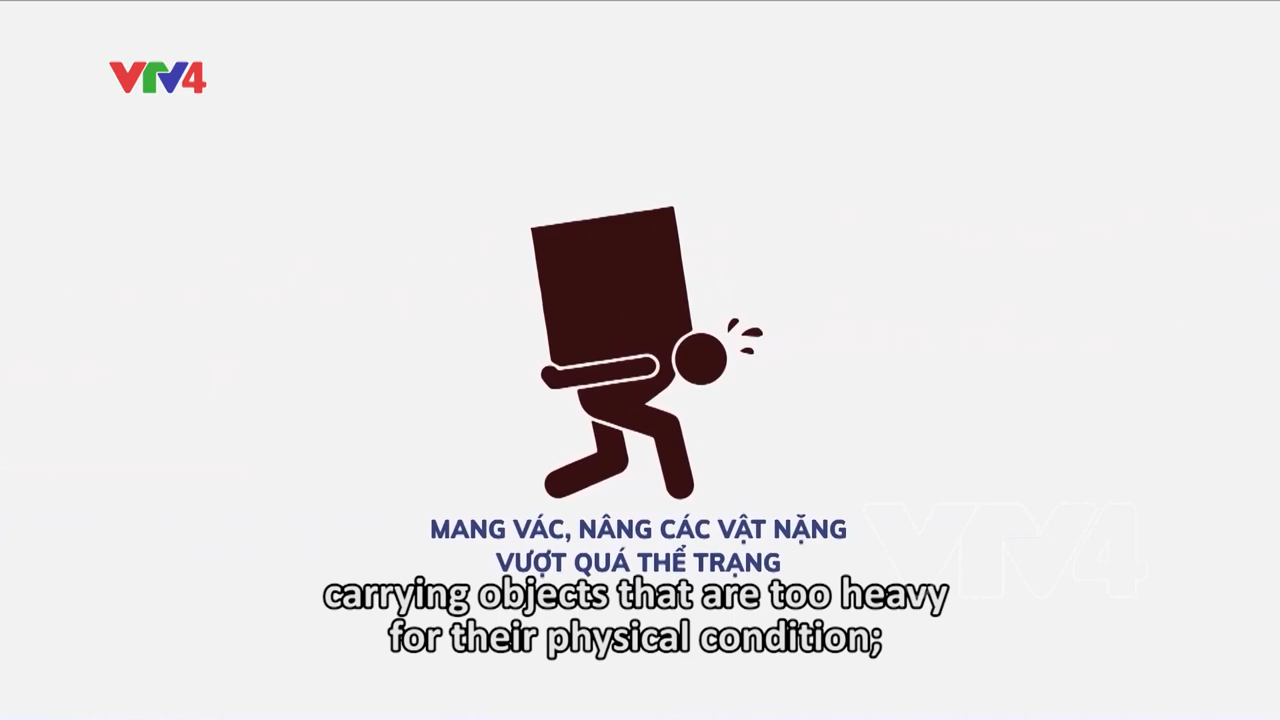 VTV4
MANG VÁC, NÂNG CÁC VẬT NẶNG
VƯỢT QUÁ THỂ TRẠNG
VTV4
carrying objects that are too heavy
for their physical condition;